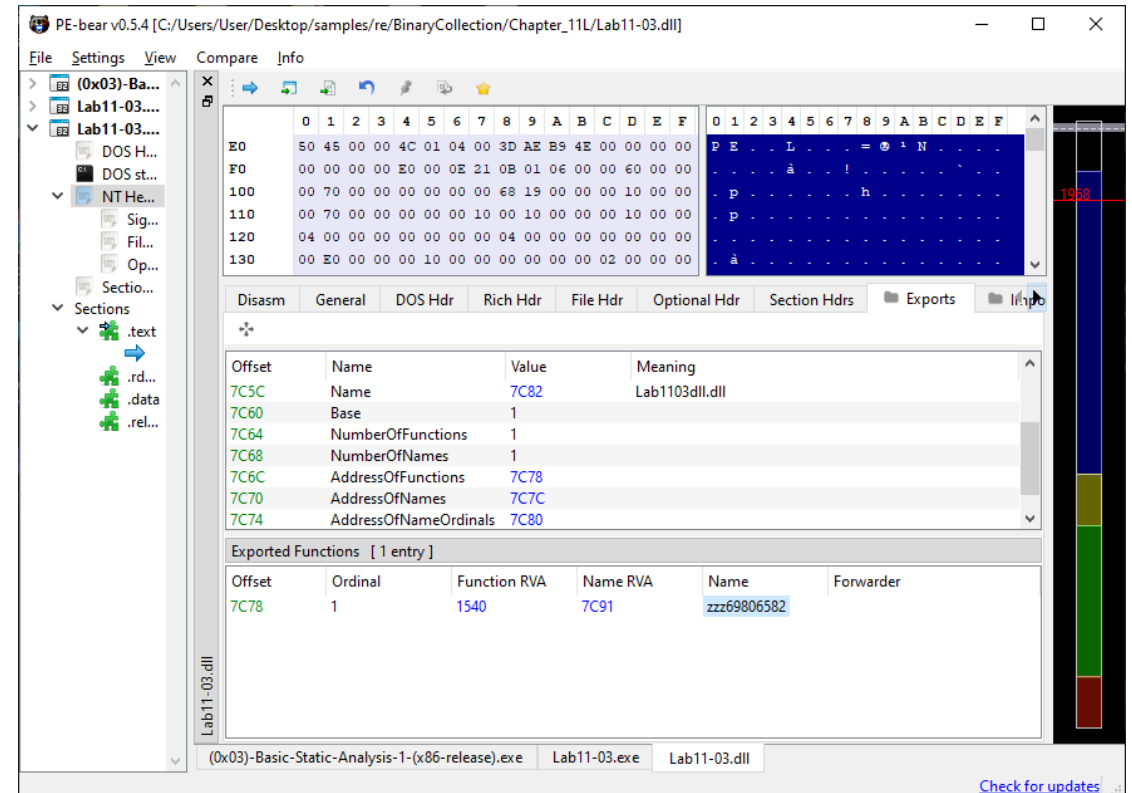 PE-bear v0.5.4 [C:/Users/User/Desktop/samples/re/BinaryCollection/Chapter_11L/Lab11-03.dll]
File Settings View Compare Info
(0x03)-Ba...
Lab11-03....
Lab11-03....
DOS H...
DOS st...
NT He...
Sig...
Fil...
Op...
Sectio...
Sections
.text
.rd...
.data
.rel...
0 1 2 3 4 5 6 7 8 9 A B C D E F 0 1 2 3 4 5 6 7 8 9 A B C D E F
E0 50 45 00 00 4C 01 04 00 3D AE B9 4E 00 00 00 00 P E . . L . . . = ® ¹ N . . . .
F0 00 00 00 00 E0 00 0E 21 0B 01 06 00 00 60 00 00 . . . . à . . ! . . . . . ` . .
100 00 70 00 00 00 00 00 00 68 19 00 00 00 10 00 00 . p . . . . . . h . . . . . . .
110 00 70 00 00 00 00 00 10 00 10 00 00 00 10 00 00 . p . . . . . . . . . . . . . .
120 04 00 00 00 00 00 00 00 04 00 00 00 00 00 00 00 . . . . . . . . . . . . . . . .
130 00 E0 00 00 00 10 00 00 00 00 00 00 02 00 00 00 . à . . . . . . . . . . . . . .
1968
Disasm General DOS Hdr Rich Hdr File Hdr Optional Hdr Section Hdrs Exports
Offset Name Value Meaning
7C5C Name 7C82 Lab1103dll.dll
7C60 Base 1
7C64 NumberOfFunctions 1
7C68 NumberOfNames 1
7C6C AddressOfFunctions 7C78
7C70 AddressOfNames 7C7C
7C74 AddressOfNameOrdinals 7C80
Exported Functions [ 1 entry ]
Offset Ordinal Function RVA Name RVA Name Forwarder
7C78 1 1540 7C91 zzz69806582
Lab11-03.dll
(0x03)-Basic-Static-Analysis-1-(x86-release).exe Lab11-03.exe Lab11-03.dll
Check for updates